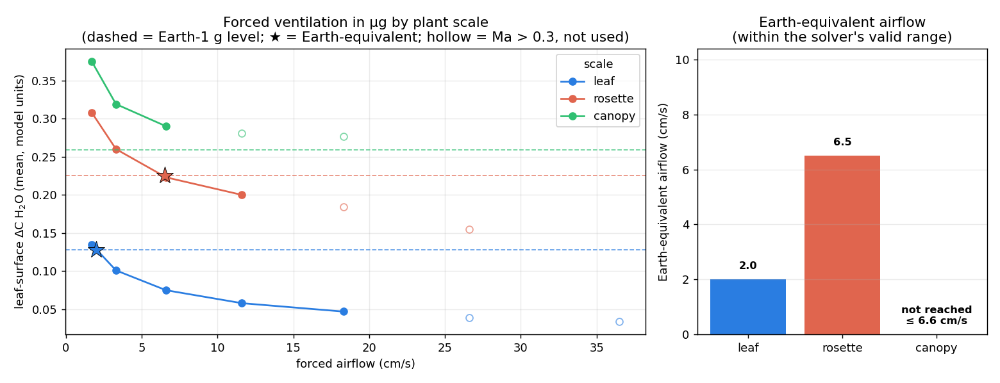 Forced ventilation in µg by plant scale
(dashed = Earth-1 g level; ★ = Earth-equivalent; hollow = Ma > 0.3, not used)
leaf-surface ΔC H₂O (mean, model units)
0.35
0.30
0.25
0.20
0.15
0.10
0.05
0
5
10
15
20
25
30
35
forced airflow (cm/s)
scale
leaf
rosette
canopy
Earth-equivalent airflow
(within the solver's valid range)
Earth-equivalent airflow (cm/s)
10
8
6
4
2
0
2.0
6.5
not reached
≤ 6.6 cm/s
leaf
rosette
canopy